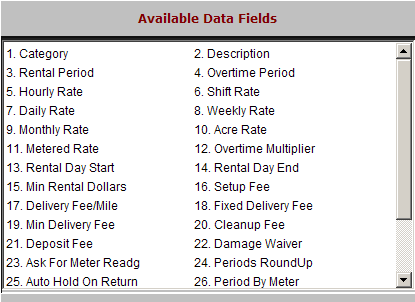 Available Data Fields
1. Category 2. Description
3. Rental Period 4. Overtime Period
5. Hourly Rate 6. Shift Rate
7. Daily Rate 8. Weekly Rate
9. Monthly Rate 10. Acre Rate
11. Metered Rate 12. Overtime Multiplier
13. Rental Day Start 14. Rental Day End
15. Min Rental Dollars 16. Setup Fee
17. Delivery Fee/Mile 18. Fixed Delivery Fee
19. Min Delivery Fee 20. Cleanup Fee
21. Deposit Fee 22. Damage Waiver
23. Ask For Meter Readg 24. Periods RoundUp
25. Auto Hold On Return 26. Period By Meter